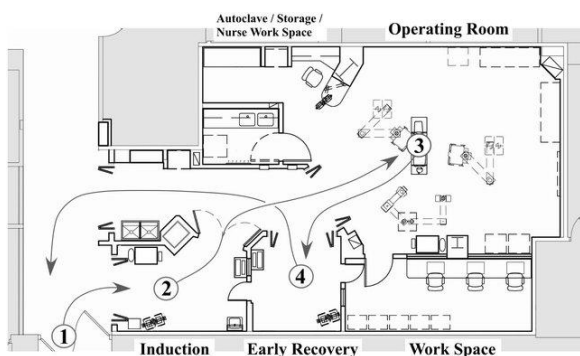 Autoclave / Storage /
Nurse Work Space
Operating Room
3
2
4
1
Induction
Early Recovery
Work Space